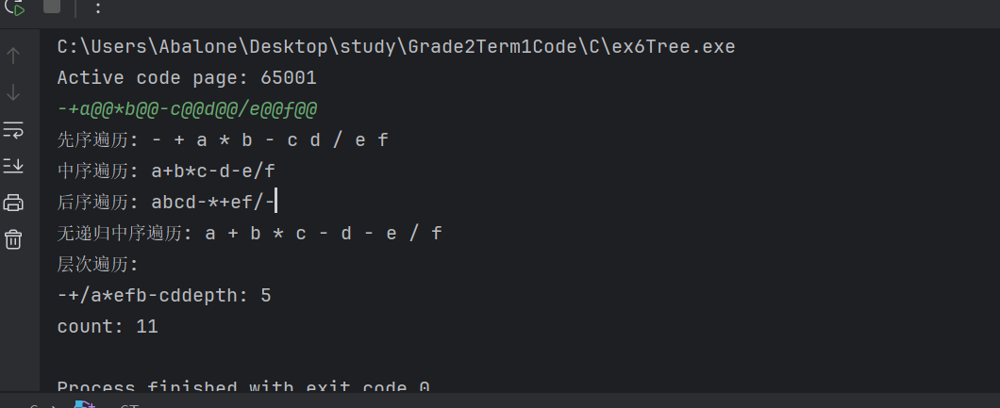 C:\Users\Abalone\Desktop\study\Grade2Term1Code\C\ex6Tree.exe
Active code page: 65001
-+a@@*b@@-c@@d@@/e@@f@@
先序遍历: - + a * b - c d / e f
中序遍历: a+b*c-d-e/f
后序遍历: abcd-*+ef/-
无递归中序遍历: a + b * c - d - e / f
层次遍历:
-+/a*efb-cddepth: 5
count: 11
Process finished with exit code 0